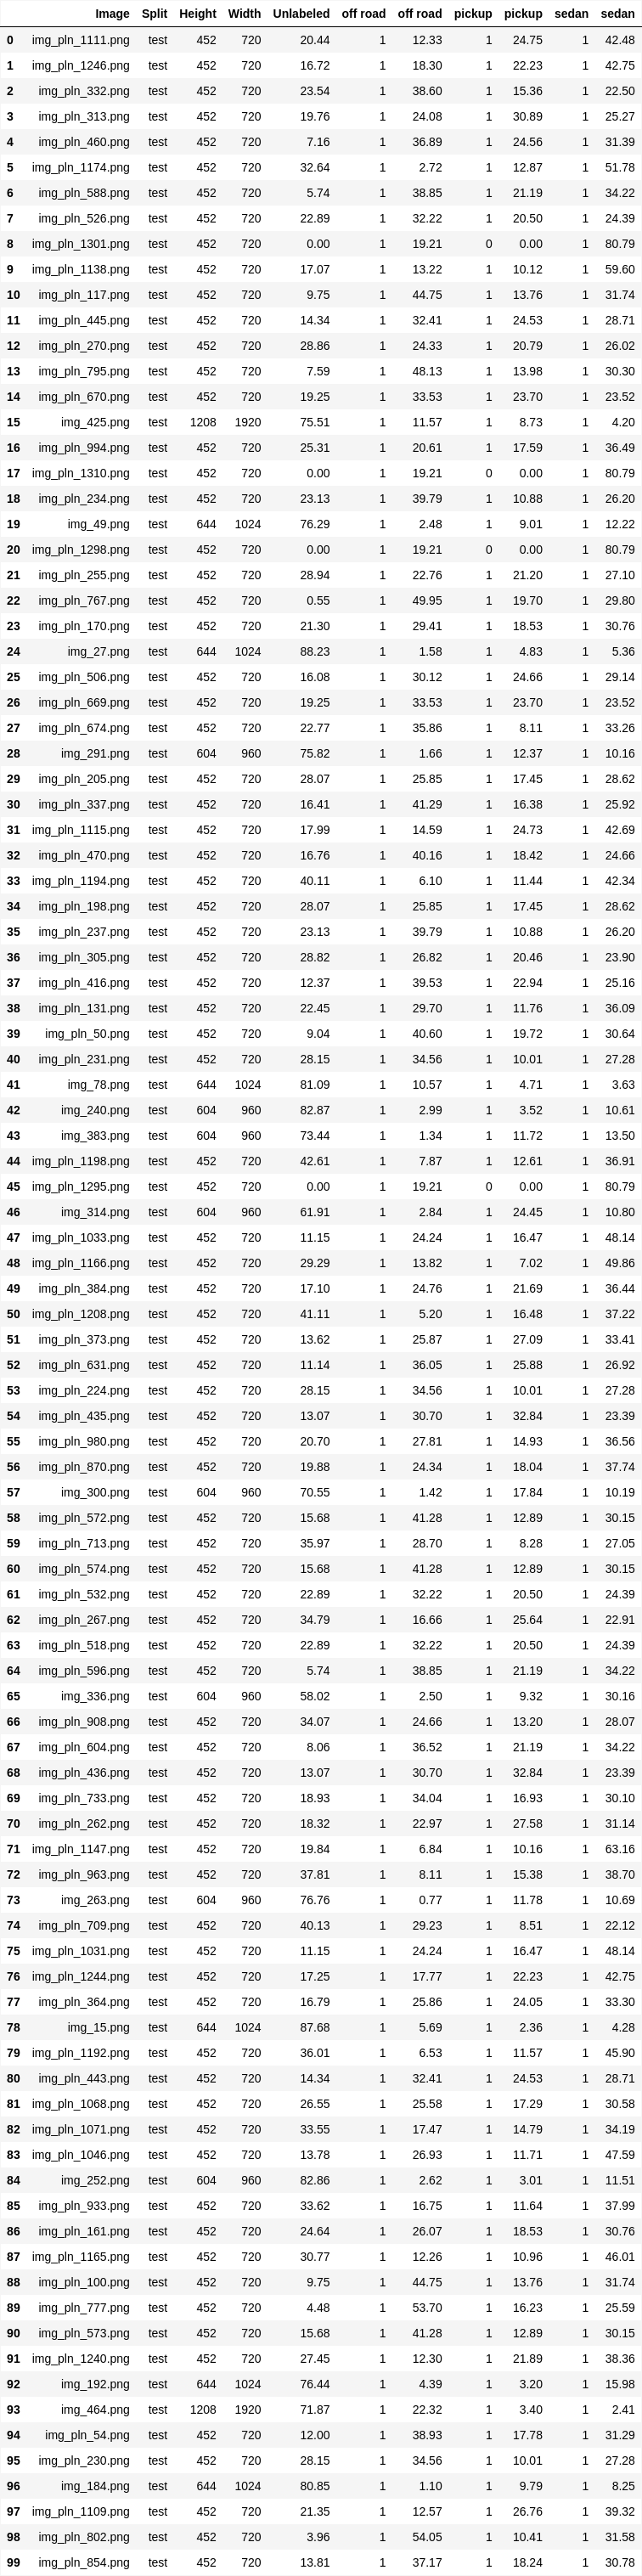 Image Split Height Width Unlabeled off road off road pickup pickup sedan sedan
0 img_pln_1111.png test 452 720 20.44 1 12.33 1 24.75 1 42.48
1 img_pln_1246.png test 452 720 16.72 1 18.30 1 22.23 1 42.75
2 img_pln_332.png test 452 720 23.54 1 38.60 1 15.36 1 22.50
3 img_pln_313.png test 452 720 19.76 1 24.08 1 30.89 1 25.27
4 img_pln_460.png test 452 720 7.16 1 36.89 1 24.56 1 31.39
5 img_pln_1174.png test 452 720 32.64 1 2.72 1 12.87 1 51.78
6 img_pln_588.png test 452 720 5.74 1 38.85 1 21.19 1 34.22
7 img_pln_526.png test 452 720 22.89 1 32.22 1 20.50 1 24.39
8 img_pln_1301.png test 452 720 0.00 1 19.21 0 0.00 1 80.79
9 img_pln_1138.png test 452 720 17.07 1 13.22 1 10.12 1 59.60
10 img_pln_117.png test 452 720 9.75 1 44.75 1 13.76 1 31.74
11 img_pln_445.png test 452 720 14.34 1 32.41 1 24.53 1 28.71
12 img_pln_270.png test 452 720 28.86 1 24.33 1 20.79 1 26.02
13 img_pln_795.png test 452 720 7.59 1 48.13 1 13.98 1 30.30
14 img_pln_670.png test 452 720 19.25 1 33.53 1 23.70 1 23.52
15 img_425.png test 1208 1920 75.51 1 11.57 1 8.73 1 4.20
16 img_pln_994.png test 452 720 25.31 1 20.61 1 17.59 1 36.49
17 img_pln_1310.png test 452 720 0.00 1 19.21 0 0.00 1 80.79
18 img_pln_234.png test 452 720 23.13 1 39.79 1 10.88 1 26.20
19 img_49.png test 644 1024 76.29 1 2.48 1 9.01 1 12.22
20 img_pln_1298.png test 452 720 0.00 1 19.21 0 0.00 1 80.79
21 img_pln_255.png test 452 720 28.94 1 22.76 1 21.20 1 27.10
22 img_pln_767.png test 452 720 0.55 1 49.95 1 19.70 1 29.80
23 img_pln_170.png test 452 720 21.30 1 29.41 1 18.53 1 30.76
24 img_27.png test 644 1024 88.23 1 1.58 1 4.83 1 5.36
25 img_pln_506.png test 452 720 16.08 1 30.12 1 24.66 1 29.14
26 img_pln_669.png test 452 720 19.25 1 33.53 1 23.70 1 23.52
27 img_pln_674.png test 452 720 22.77 1 35.86 1 8.11 1 33.26
28 img_291.png test 604 960 75.82 1 1.66 1 12.37 1 10.16
29 img_pln_205.png test 452 720 28.07 1 25.85 1 17.45 1 28.62
30 img_pln_337.png test 452 720 16.41 1 41.29 1 16.38 1 25.92
31 img_pln_1115.png test 452 720 17.99 1 14.59 1 24.73 1 42.69
32 img_pln_470.png test 452 720 16.76 1 40.16 1 18.42 1 24.66
33 img_pln_1194.png test 452 720 40.11 1 6.10 1 11.44 1 42.34
34 img_pln_198.png test 452 720 28.07 1 25.85 1 17.45 1 28.62
35 img_pln_237.png test 452 720 23.13 1 39.79 1 10.88 1 26.20
36 img_pln_305.png test 452 720 28.82 1 26.82 1 20.46 1 23.90
37 img_pln_416.png test 452 720 12.37 1 39.53 1 22.94 1 25.16
38 img_pln_131.png test 452 720 22.45 1 29.70 1 11.76 1 36.09
39 img_pln_50.png test 452 720 9.04 1 40.60 1 19.72 1 30.64
40 img_pln_231.png test 452 720 28.15 1 34.56 1 10.01 1 27.28
41 img_78.png test 644 1024 81.09 1 10.57 1 4.71 1 3.63
42 img_240.png test 604 960 82.87 1 2.99 1 3.52 1 10.61
43 img_383.png test 604 960 73.44 1 1.34 1 11.72 1 13.50
44 img_pln_1198.png test 452 720 42.61 1 7.87 1 12.61 1 36.91
45 img_pln_1295.png test 452 720 0.00 1 19.21 0 0.00 1 80.79
46 img_314.png test 604 960 61.91 1 2.84 1 24.45 1 10.80
47 img_pln_1033.png test 452 720 11.15 1 24.24 1 16.47 1 48.14
48 img_pln_1166.png test 452 720 29.29 1 13.82 1 7.02 1 49.86
49 img_pln_384.png test 452 720 17.10 1 24.76 1 21.69 1 36.44
50 img_pln_1208.png test 452 720 41.11 1 5.20 1 16.48 1 37.22
51 img_pln_373.png test 452 720 13.62 1 25.87 1 27.09 1 33.41
52 img_pln_631.png test 452 720 11.14 1 36.05 1 25.88 1 26.92
53 img_pln_224.png test 452 720 28.15 1 34.56 1 10.01 1 27.28
54 img_pln_435.png test 452 720 13.07 1 30.70 1 32.84 1 23.39
55 img_pln_980.png test 452 720 20.70 1 27.81 1 14.93 1 36.56
56 img_pln_870.png test 452 720 19.88 1 24.34 1 18.04 1 37.74
57 img_300.png test 604 960 70.55 1 1.42 1 17.84 1 10.19
58 img_pln_572.png test 452 720 15.68 1 41.28 1 12.89 1 30.15
59 img_pln_713.png test 452 720 35.97 1 28.70 1 8.28 1 27.05
60 img_pln_574.png test 452 720 15.68 1 41.28 1 12.89 1 30.15
61 img_pln_532.png test 452 720 22.89 1 32.22 1 20.50 1 24.39
62 img_pln_267.png test 452 720 34.79 1 16.66 1 25.64 1 22.91
63 img_pln_518.png test 452 720 22.89 1 32.22 1 20.50 1 24.39
64 img_pln_596.png test 452 720 5.74 1 38.85 1 21.19 1 34.22
65 img_336.png test 604 960 58.02 1 2.50 1 9.32 1 30.16
66 img_pln_908.png test 452 720 34.07 1 24.66 1 13.20 1 28.07
67 img_pln_604.png test 452 720 8.06 1 36.52 1 21.19 1 34.22
68 img_pln_436.png test 452 720 13.07 1 30.70 1 32.84 1 23.39
69 img_pln_733.png test 452 720 18.93 1 34.04 1 16.93 1 30.10
70 img_pln_262.png test 452 720 18.32 1 22.97 1 27.58 1 31.14
71 img_pln_1147.png test 452 720 19.84 1 6.84 1 10.16 1 63.16
72 img_pln_963.png test 452 720 37.81 1 8.11 1 15.38 1 38.70
73 img_263.png test 604 960 76.76 1 0.77 1 11.78 1 10.69
74 img_pln_709.png test 452 720 40.13 1 29.23 1 8.51 1 22.12
75 img_pln_1031.png test 452 720 11.15 1 24.24 1 16.47 1 48.14
76 img_pln_1244.png test 452 720 17.25 1 17.77 1 22.23 1 42.75
77 img_pln_364.png test 452 720 16.79 1 25.86 1 24.05 1 33.30
78 img_15.png test 644 1024 87.68 1 5.69 1 2.36 1 4.28
79 img_pln_1192.png test 452 720 36.01 1 6.53 1 11.57 1 45.90
80 img_pln_443.png test 452 720 14.34 1 32.41 1 24.53 1 28.71
81 img_pln_1068.png test 452 720 26.55 1 25.58 1 17.29 1 30.58
82 img_pln_1071.png test 452 720 33.55 1 17.47 1 14.79 1 34.19
83 img_pln_1046.png test 452 720 13.78 1 26.93 1 11.71 1 47.59
84 img_252.png test 604 960 82.86 1 2.62 1 3.01 1 11.51
85 img_pln_933.png test 452 720 33.62 1 16.75 1 11.64 1 37.99
86 img_pln_161.png test 452 720 24.64 1 26.07 1 18.53 1 30.76
87 img_pln_1165.png test 452 720 30.77 1 12.26 1 10.96 1 46.01
88 img_pln_100.png test 452 720 9.75 1 44.75 1 13.76 1 31.74
89 img_pln_777.png test 452 720 4.48 1 53.70 1 16.23 1 25.59
90 img_pln_573.png test 452 720 15.68 1 41.28 1 12.89 1 30.15
91 img_pln_1240.png test 452 720 27.45 1 12.30 1 21.89 1 38.36
92 img_192.png test 644 1024 76.44 1 4.39 1 3.20 1 15.98
93 img_464.png test 1208 1920 71.87 1 22.32 1 3.40 1 2.41
94 img_pln_54.png test 452 720 12.00 1 38.93 1 17.78 1 31.29
95 img_pln_230.png test 452 720 28.15 1 34.56 1 10.01 1 27.28
96 img_184.png test 644 1024 80.85 1 1.10 1 9.79 1 8.25
97 img_pln_1109.png test 452 720 21.35 1 12.57 1 26.76 1 39.32
98 img_pln_802.png test 452 720 3.96 1 54.05 1 10.41 1 31.58
99 img_pln_854.png test 452 720 13.81 1 37.17 1 18.24 1 30.78